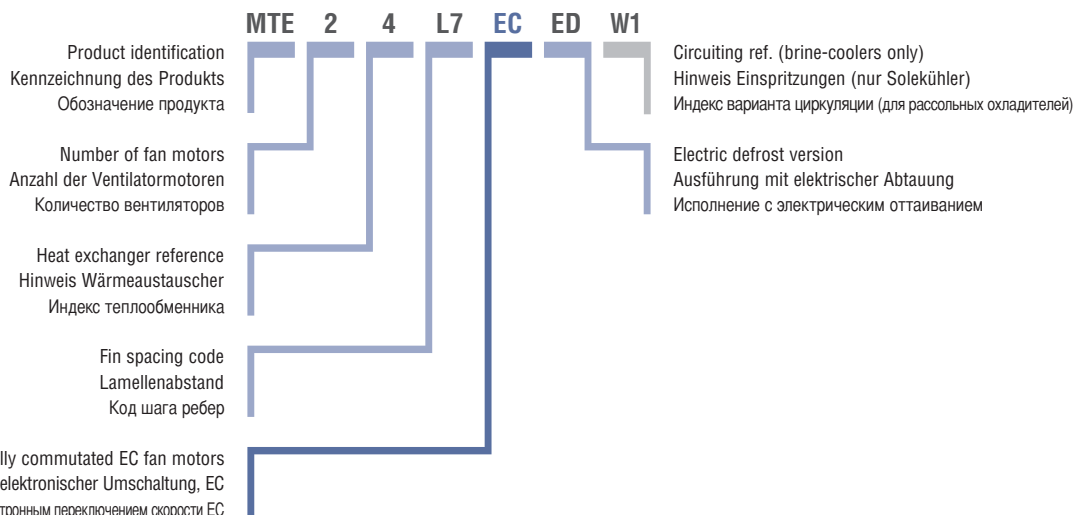 MTE 2 4 L7 EC ED W1
Product identification
Kennzeichnung des Produkts
Обозначение продукта
Number of fan motors
Anzahl der Ventilatormotoren
Количество вентиляторов
Heat exchanger reference
Hinweis Wärmeaustauscher
Индекс теплообменника
Fin spacing code
Lamellenabstand
Код шага ребер
commutated EC fan motors
elektronischer Umschaltung, EC
переключением скорости EC
Circuiting ref. (brine-coolers only)
Hinweis Einspritzungen (nur Solekühler)
Индекс варианта циркуляции (для рассольных охладителей)
Electric defrost version
Ausführung mit elektrischer Abtauung
Исполнение с электрическим оттаиванием